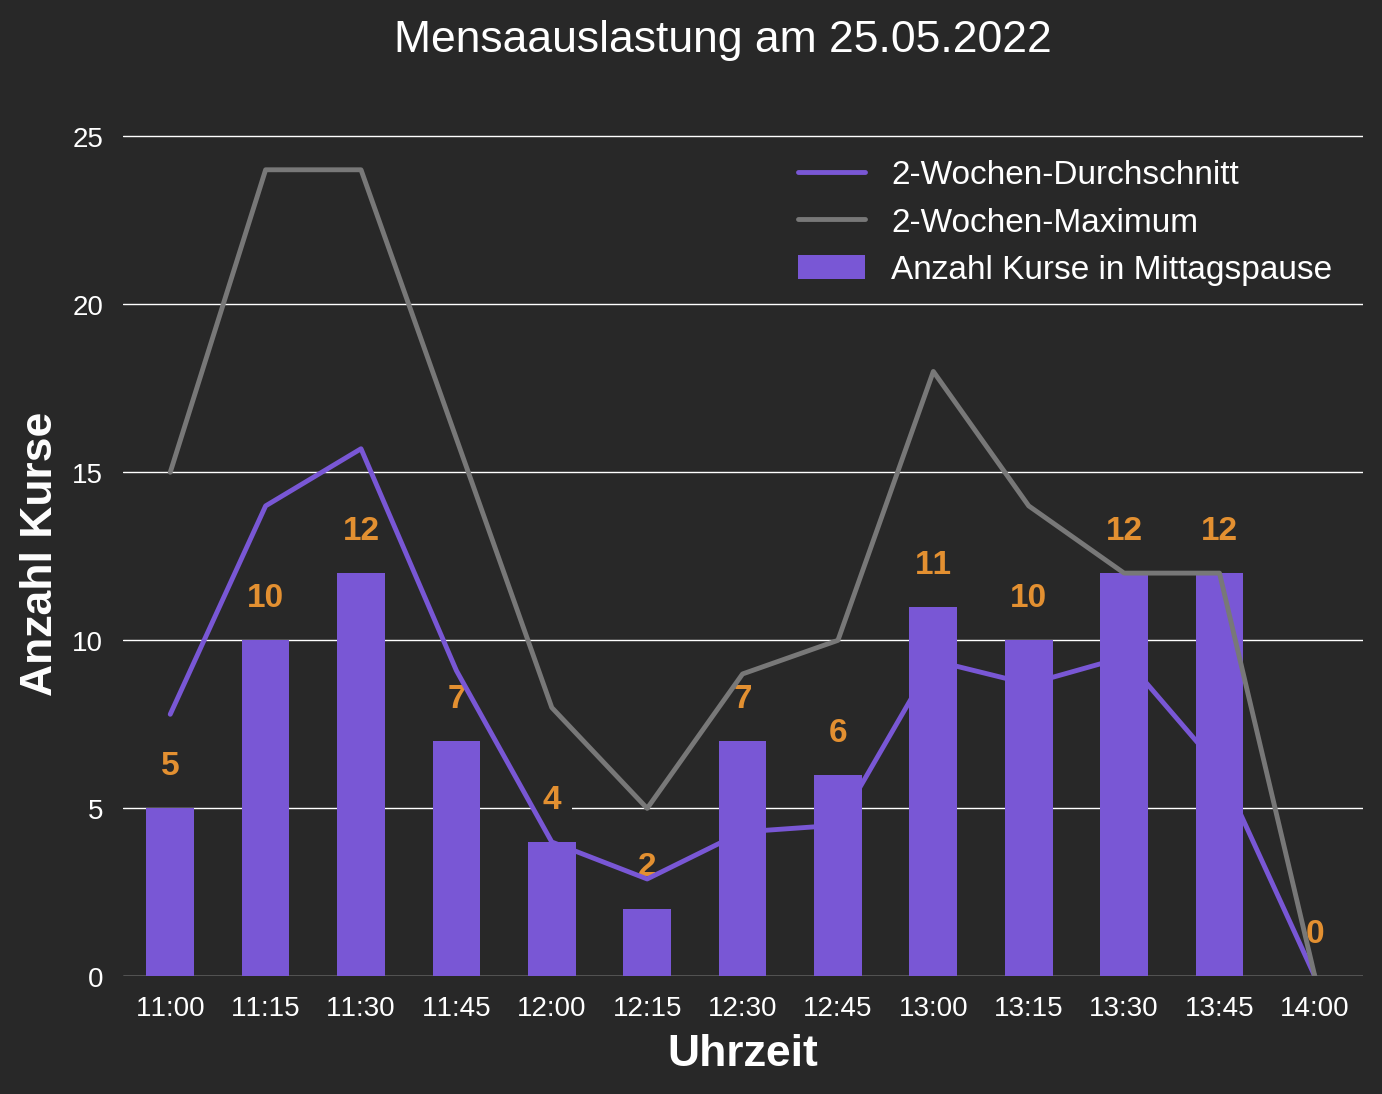 Mensaauslastung am 25.05.2022
2-Wochen-Durchschnitt
2-Wochen-Maximum
Anzahl Kurse in Mittagspause
Anzahl Kurse
25
20
15
10
5
0
5
10
12
7
4
2
7
6
11
10
12
12
0
11:00 11:15 11:30 11:45 12:00 12:15 12:30 12:45 13:00 13:15 13:30 13:45 14:00
Uhrzeit